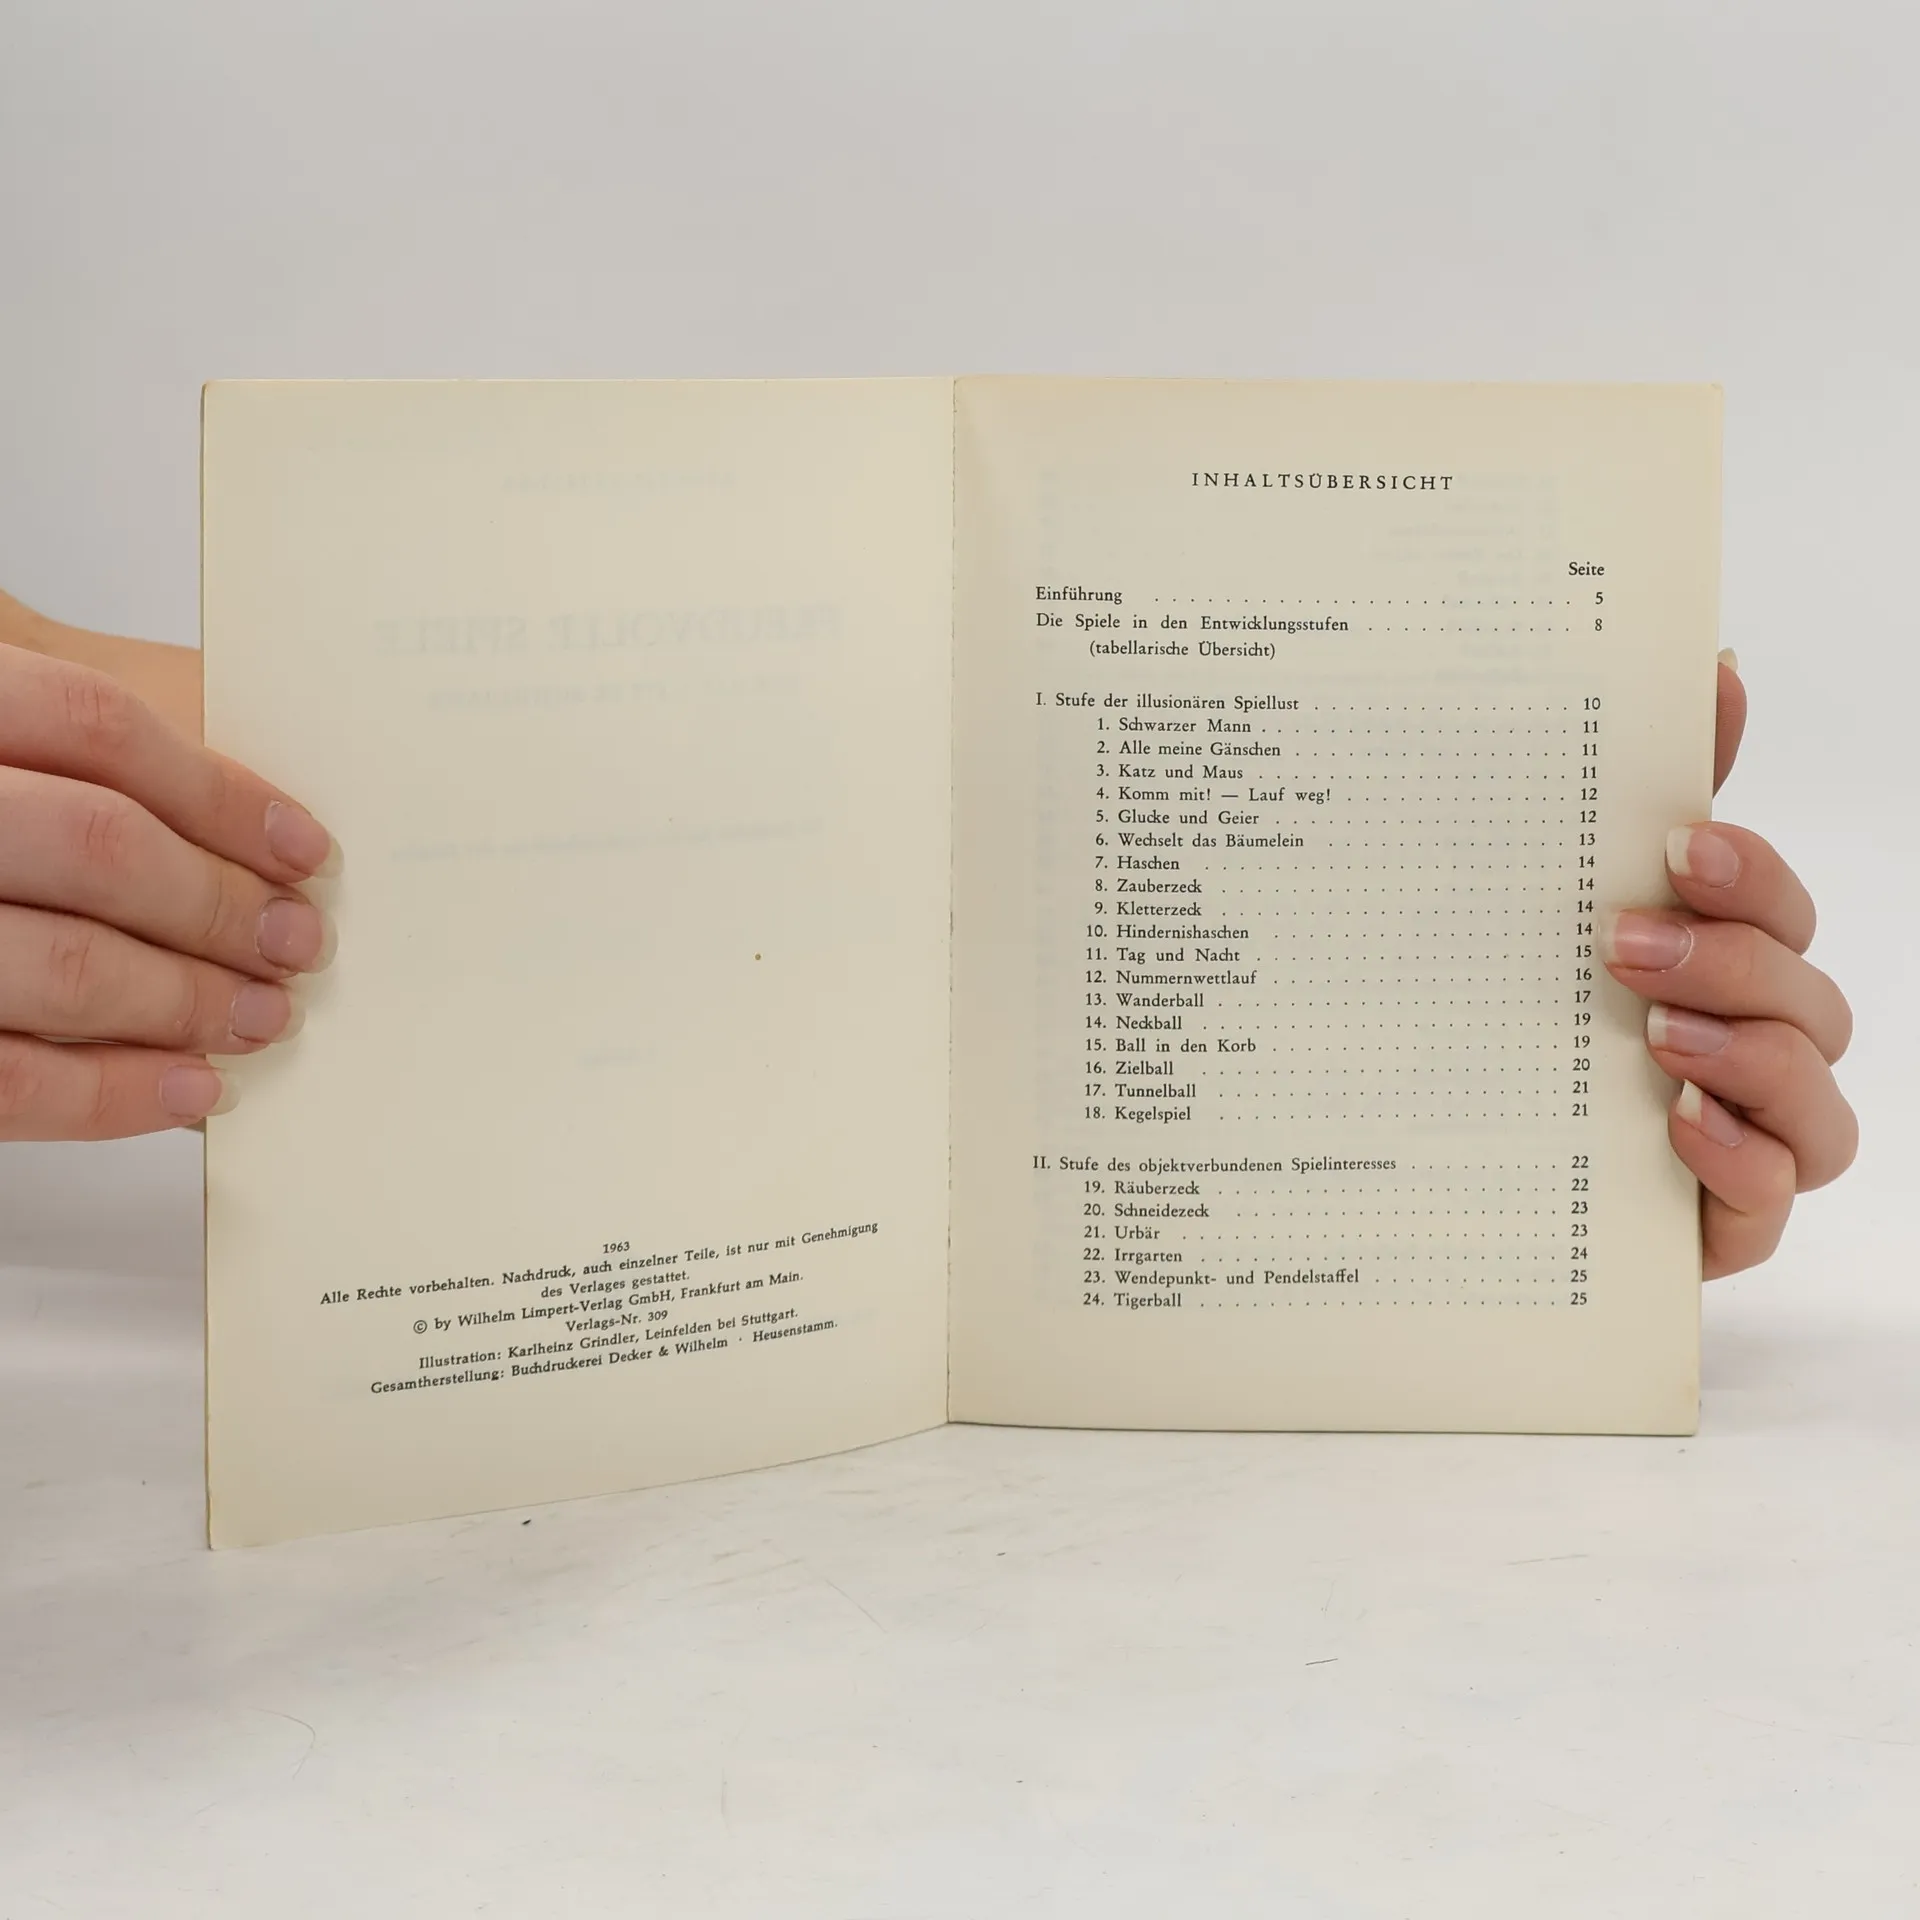 1963
Alle Rechte vorbehalten. Nachdruck, auch einzelner Teile, ist nur mit Genehmigung
des Verlages gestattet.
© by Wilhelm Limpert-Verlag GmbH, Frankfurt am Main.
Verlags-Nr. 309
Illustration: Karlheinz Grindler, Leinfelden bei Stuttgart.
Gesamtherstellung: Buchdruckerei Decker & Wilhelm · Heusenstamm.
INHALTSÜBERSICHT
Seite
Einführung . . . . . . . . . . . . . . . . . . . . . . . . 5
Die Spiele in den Entwicklungsstufen . . . . . . . . . . . . 8
(tabellarische Übersicht)
I. Stufe der illusionären Spiellust . . . . . . . . . . . . . . . 10
1. Schwarzer Mann . . . . . . . . . . . . . . . . . . 11
2. Alle meine Gänschen . . . . . . . . . . . . . . . . 11
3. Katz und Maus . . . . . . . . . . . . . . . . . . 11
4. Komm mit! — Lauf weg! . . . . . . . . . . . . . 12
5. Glucke und Geier . . . . . . . . . . . . . . . . . 12
6. Wechselt das Bäumelein . . . . . . . . . . . . . . 13
7. Haschen . . . . . . . . . . . . . . . . . . . . . 14
8. Zauberzeck . . . . . . . . . . . . . . . . . . . . 14
9. Kletterzeck . . . . . . . . . . . . . . . . . . . . 14
10. Hindernishaschen . . . . . . . . . . . . . . . . . 14
11. Tag und Nacht . . . . . . . . . . . . . . . . . . 15
12. Nummernwettlauf . . . . . . . . . . . . . . . . . 16
13. Wanderball . . . . . . . . . . . . . . . . . . . . 17
14. Neckball . . . . . . . . . . . . . . . . . . . . . 19
15. Ball in den Korb . . . . . . . . . . . . . . . . . 19
16. Zielball . . . . . . . . . . . . . . . . . . . . . 20
17. Tunnelball . . . . . . . . . . . . . . . . . . . . 21
18. Kegelspiel . . . . . . . . . . . . . . . . . . . . 21
II. Stufe des objektverbundenen Spielinteresses . . . . . . . . . 22
19. Räuberzeck . . . . . . . . . . . . . . . . . . . . 22
20. Schneidezeck . . . . . . . . . . . . . . . . . . . 23
21. Urbär . . . . . . . . . . . . . . . . . . . . . . 23
22. Irrgarten . . . . . . . . . . . . . . . . . . . . . 24
23. Wendepunkt- und Pendelstaffel . . . . . . . . . . . 25
24. Tigerball . . . . . . . . . . . . . . . . . . . . . 25